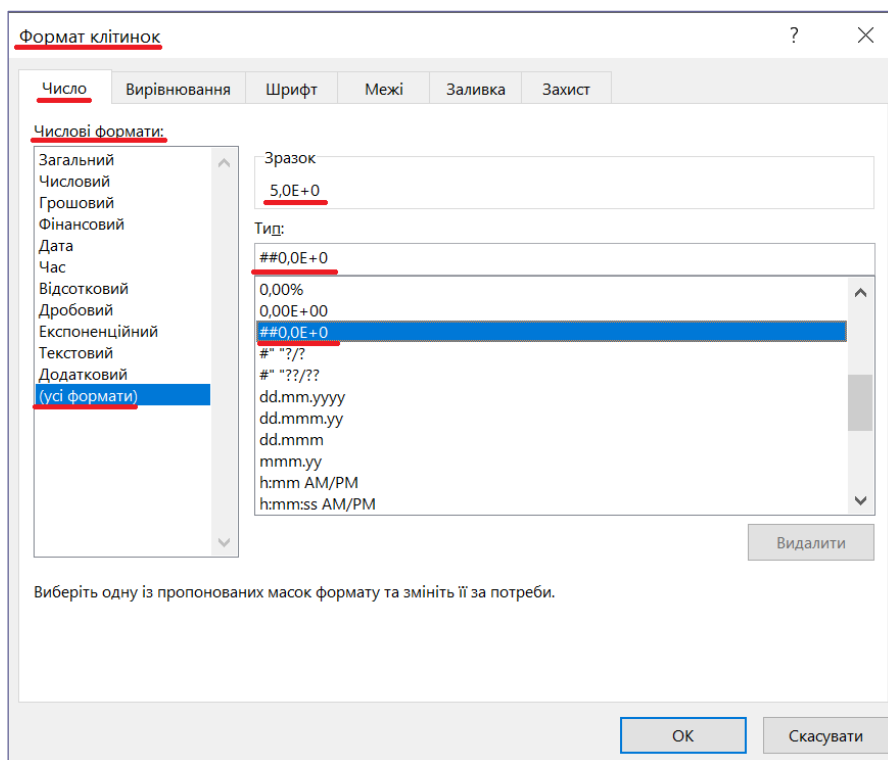 Формат клітинок ?
Число Вирівнювання Шрифт Межі Заливка Захист
Числові формати:
Загальний
Числовий
Грошовий
Фінансовий
Дата
Час
Відсотковий
Дробовий
Експоненційний
Текстовий
Додатковий
(усі формати)
Зразок
5,0E+0
Тип:
##0,0E+0
0,00%
0,00E+00
##0,0E+0
#" "?/?
#" "??/??
dd.mm.yyyy
dd.mmm.yy
dd.mmm
mmm.yy
h:mm AM/PM
h:mm:ss AM/PM
Видалити
Виберіть одну із пропонованих масок формату та змініть її за потреби.
OK Скасувати